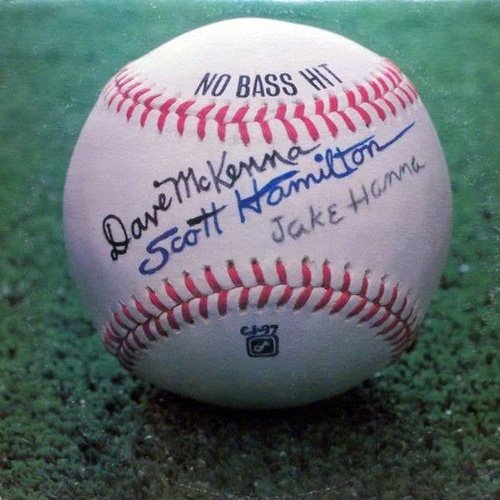 NO BASS HIT
Dave McKenna
Scott Hamilton
Jake Hanna
CJ-97